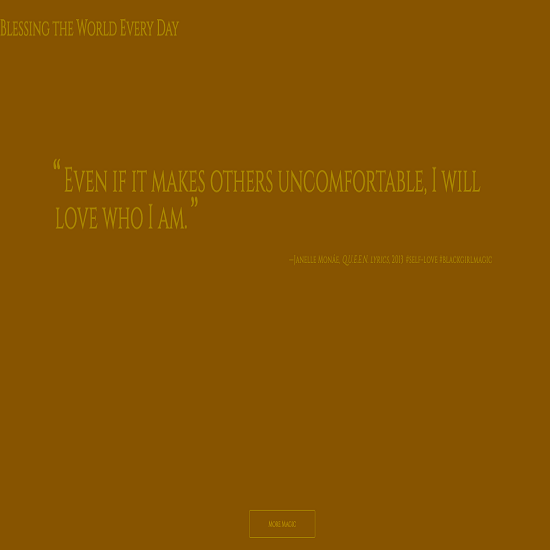 Blessing the World Every Day
“Even if it makes others uncomfortable, I will
love who I am.”
—Janelle Monáe, Q.U.E.E.N. lyrics, 2013 #self-love #blackgirlmagic
More Magic